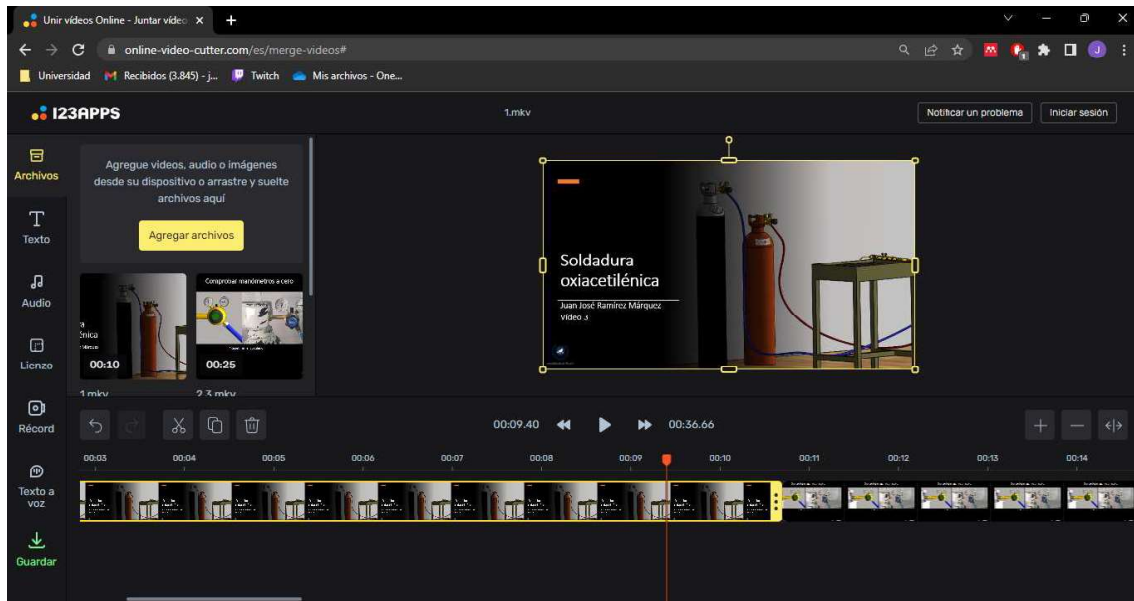 Unir vídeos Online - Juntar vídeo
online-video-cutter.com/es/merge-videos#
Universidad
Recibidos (3.845) - j...
Twitch
Mis archivos - One...
J
1
123APPS
1.mkv
Notificar un problema
Iniciar sesión
Archivos
Texto
Audio
Lienzo
Récord
Texto a
voz
Guardar
Agregue videos, audio o imágenes
desde su dispositivo o arrastre y suelte
archivos aquí
Agregar archivos
Comprobar manómetros a cero
00:10
00:25
1.mkv
2.3.mkv
Soldadura
oxiacetilénica
Juan José Ramírez Márquez
Vídeo 3
00:09.40
00:36.66
00:03 00:04 00:05 00:06 00:07 00:08 00:09 00:10 00:11 00:12 00:13 00:14